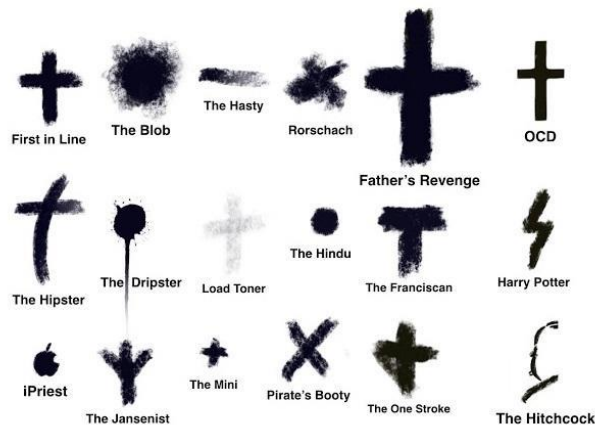 First in Line
The Blob
The Hasty
Rorschach
Father's Revenge
OCD
The Hipster
The Dripster
Load Toner
The Hindu
The Franciscan
Harry Potter
iPriest
The Jansenist
The Mini
Pirate's Booty
The One Stroke
The Hitchcock